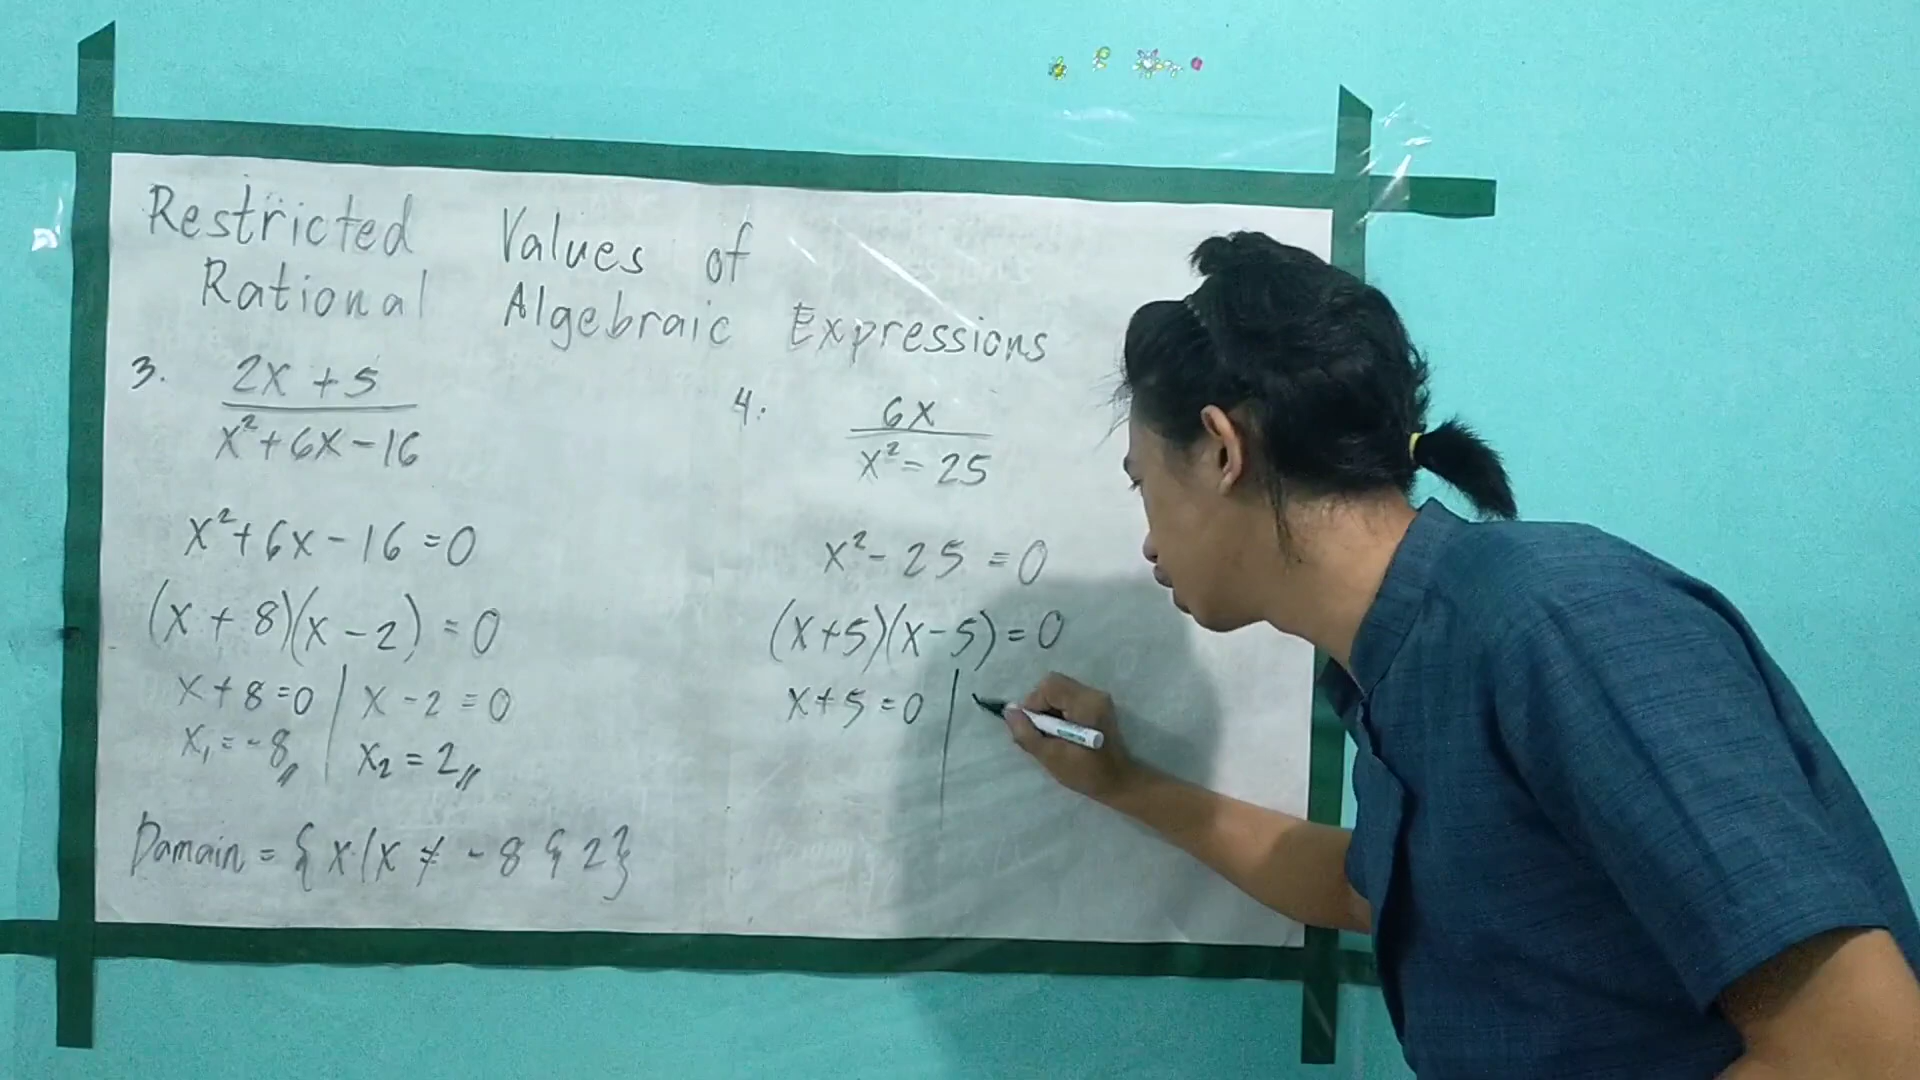 Restricted Values of
Rational Algebraic Expressions
3. 2x + 5
x² + 6x - 16
x² + 6x - 16 = 0
(x + 8)(x - 2) = 0
x + 8 = 0 | x - 2 = 0
x₁ = -8,, | x₂ = 2,,
Damain = { x | x ≠ - 8 & 2}
4. 6x
x² - 25
x² - 25 = 0
(x + 5)(x - 5) = 0
x + 5 = 0 |